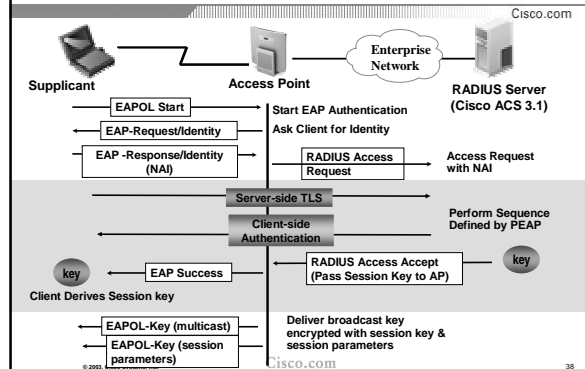 Cisco.com
Enterprise
Network
Supplicant
Access Point
RADIUS Server
(Cisco ACS 3.1)
EAPOL Start
Start EAP Authentication
EAP-Request/Identity
Ask Client for Identity
EAP -Response/Identity
(NAI)
RADIUS Access
Request
Access Request
with NAI
Server-side TLS
Client-side
Authentication
Perform Sequence
Defined by PEAP
key
EAP Success
RADIUS Access Accept
(Pass Session Key to AP)
key
Client Derives Session key
EAPOL-Key (multicast)
EAPOL-Key (session
parameters)
Deliver broadcast key
encrypted with session key &
session parameters
© 2003,
Cisco.com
38